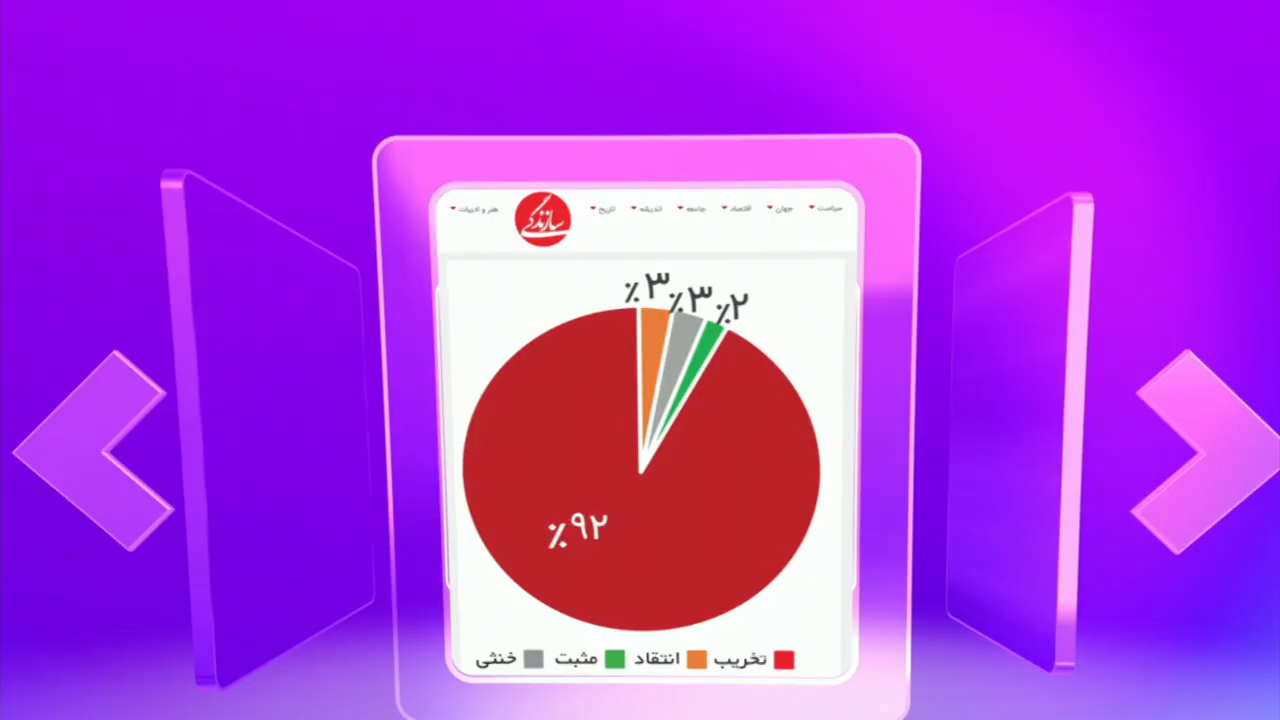 سیاست جهان اقتصاد جامعه اندیشه تاریخ سازندگی هنر و ادبیات
٪۳ ٪۳ ٪۲
٪۹۲
تخریب انتقاد مثبت خنثی